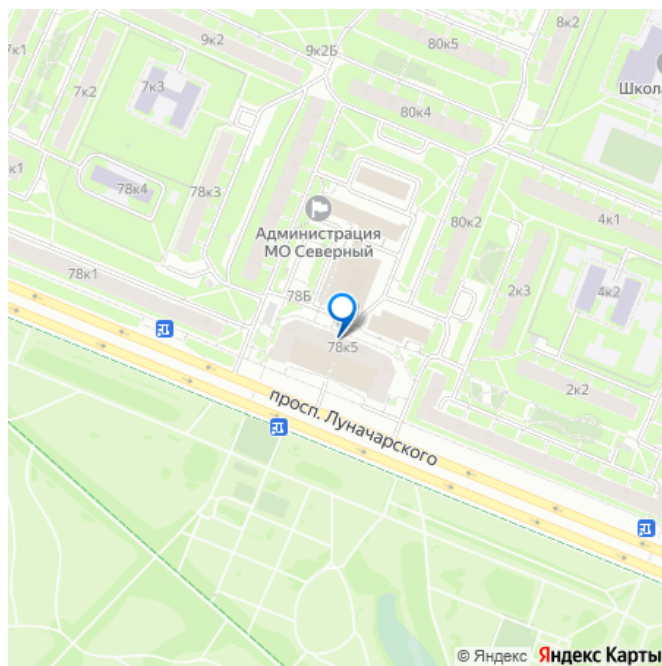 8к2
9к2
80к5
7к1
9к2Б
7к3
7к2
80к4
Школа
к1
78к4
78к3
80к2
4к1
Администрация
МО Северный
78к1
2к3
78Б
4к2
78к5
2к2
просп. Луначарского
© Яндекс Яндекс Карты